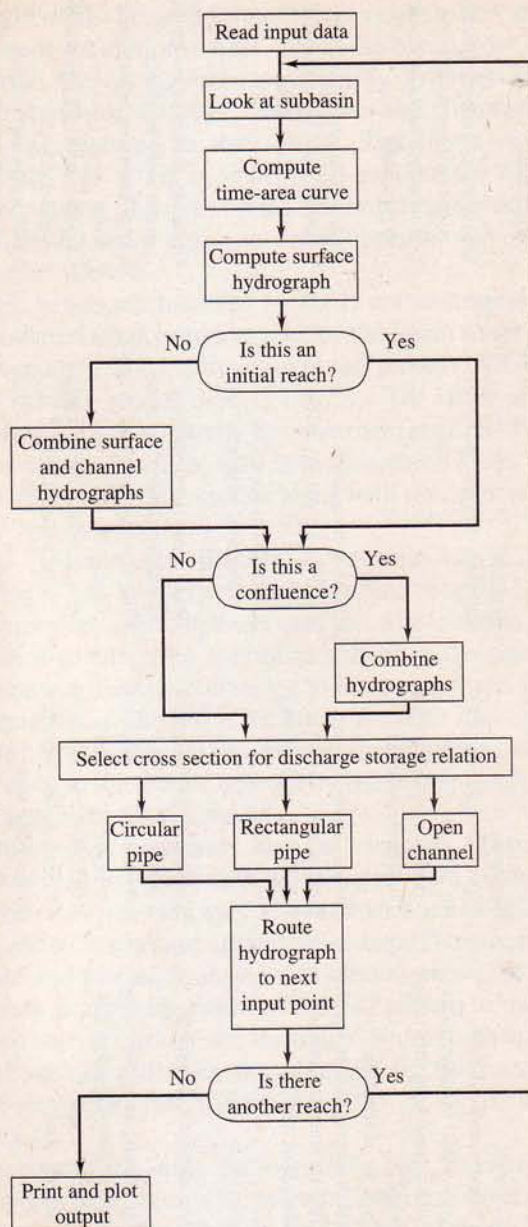 Read input data
Look at subbasin
Compute
time-area curve
Compute surface
hydrograph
No
Is this an
initial reach?
Yes
Combine surface
and channel
hydrographs
No
Is this a
confluence?
Yes
Combine
hydrographs
Select cross section for discharge storage relation
Circular
pipe
Rectangular
pipe
Open
channel
Route
hydrograph
to next
input point
No
Is there
another reach?
Yes
Print and plot
output